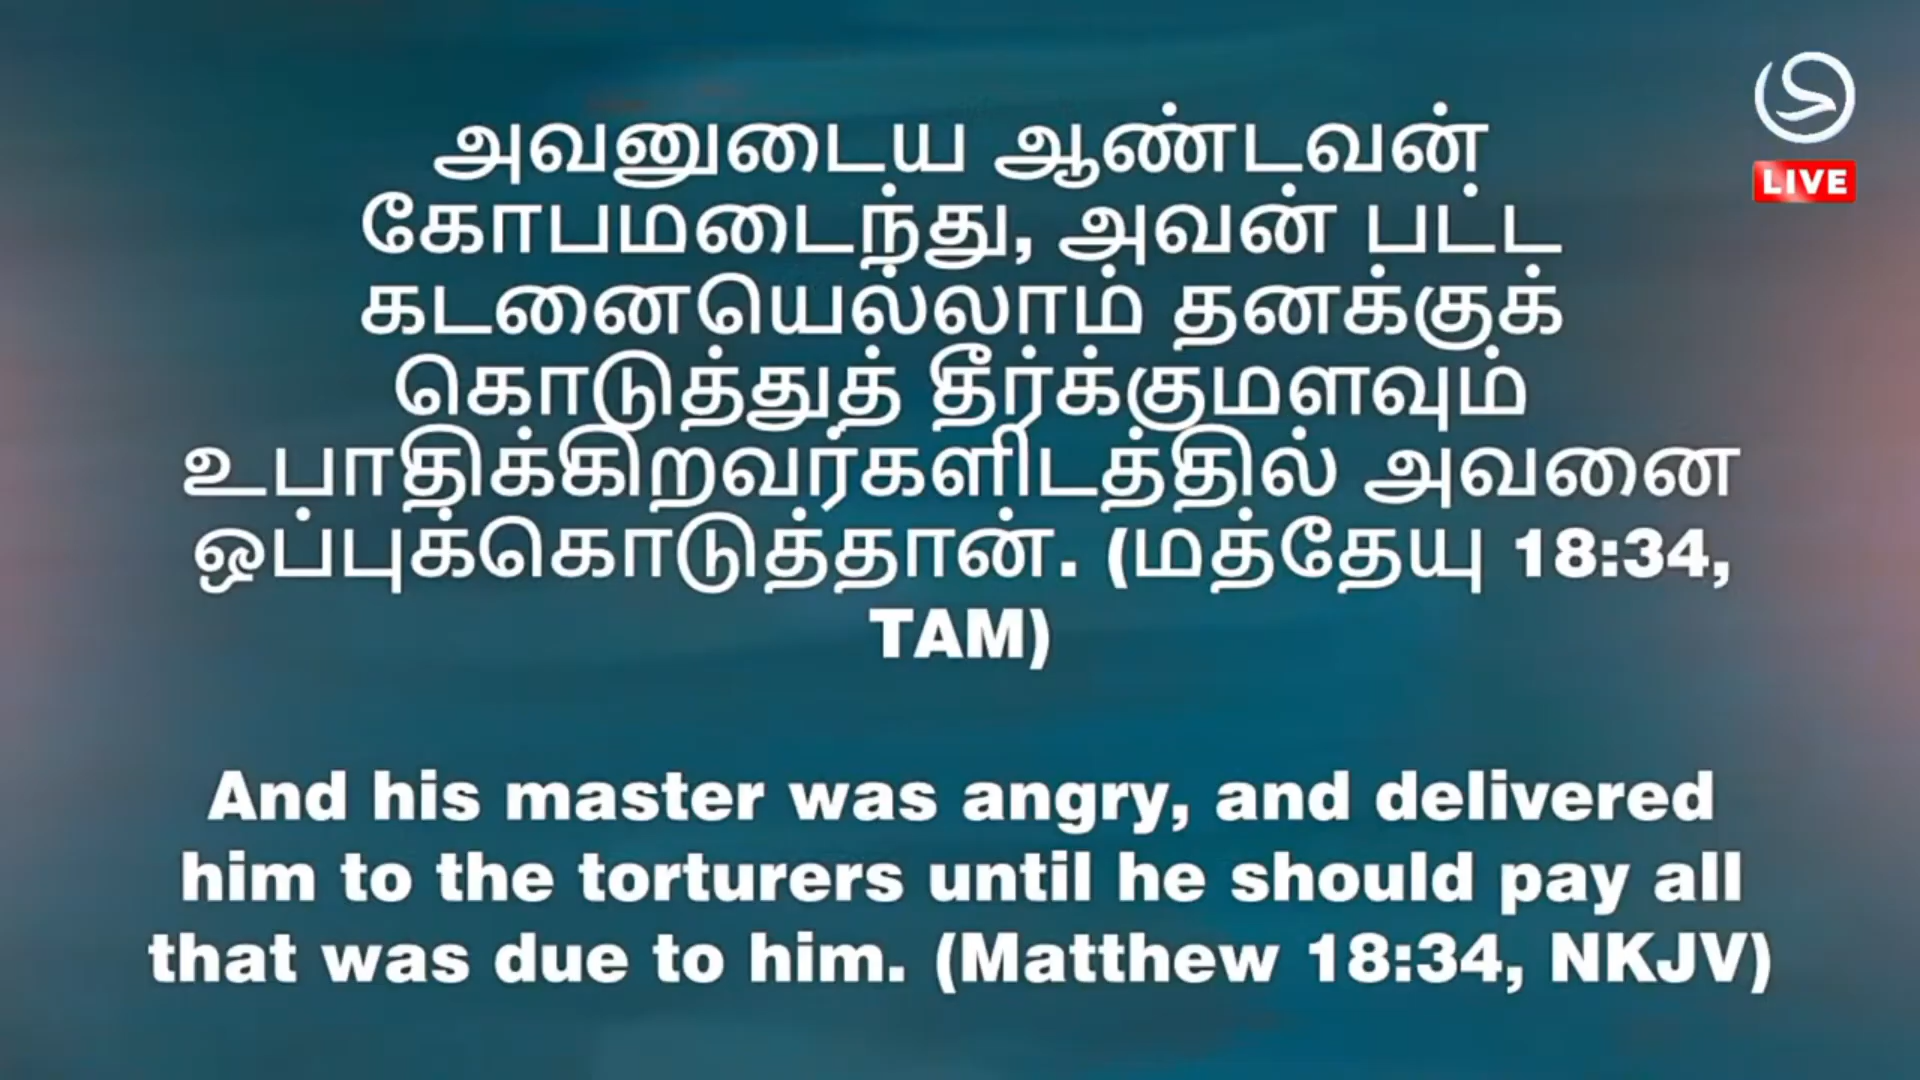 அவனுடைய ஆண்டவன்
கோபமடைந்து, அவன் பட்ட
கடனையெல்லாம் தனக்குக்
கொடுத்துத் தீர்க்குமளவும்
உபாதிக்கிறவர்களிடத்தில் அவனை
ஒப்புக்கொடுத்தான். (மத்தேயு 18:34,
TAM)
And his master was angry, and delivered
him to the torturers until he should pay all
that was due to him. (Matthew 18:34, NKJV)
LIVE